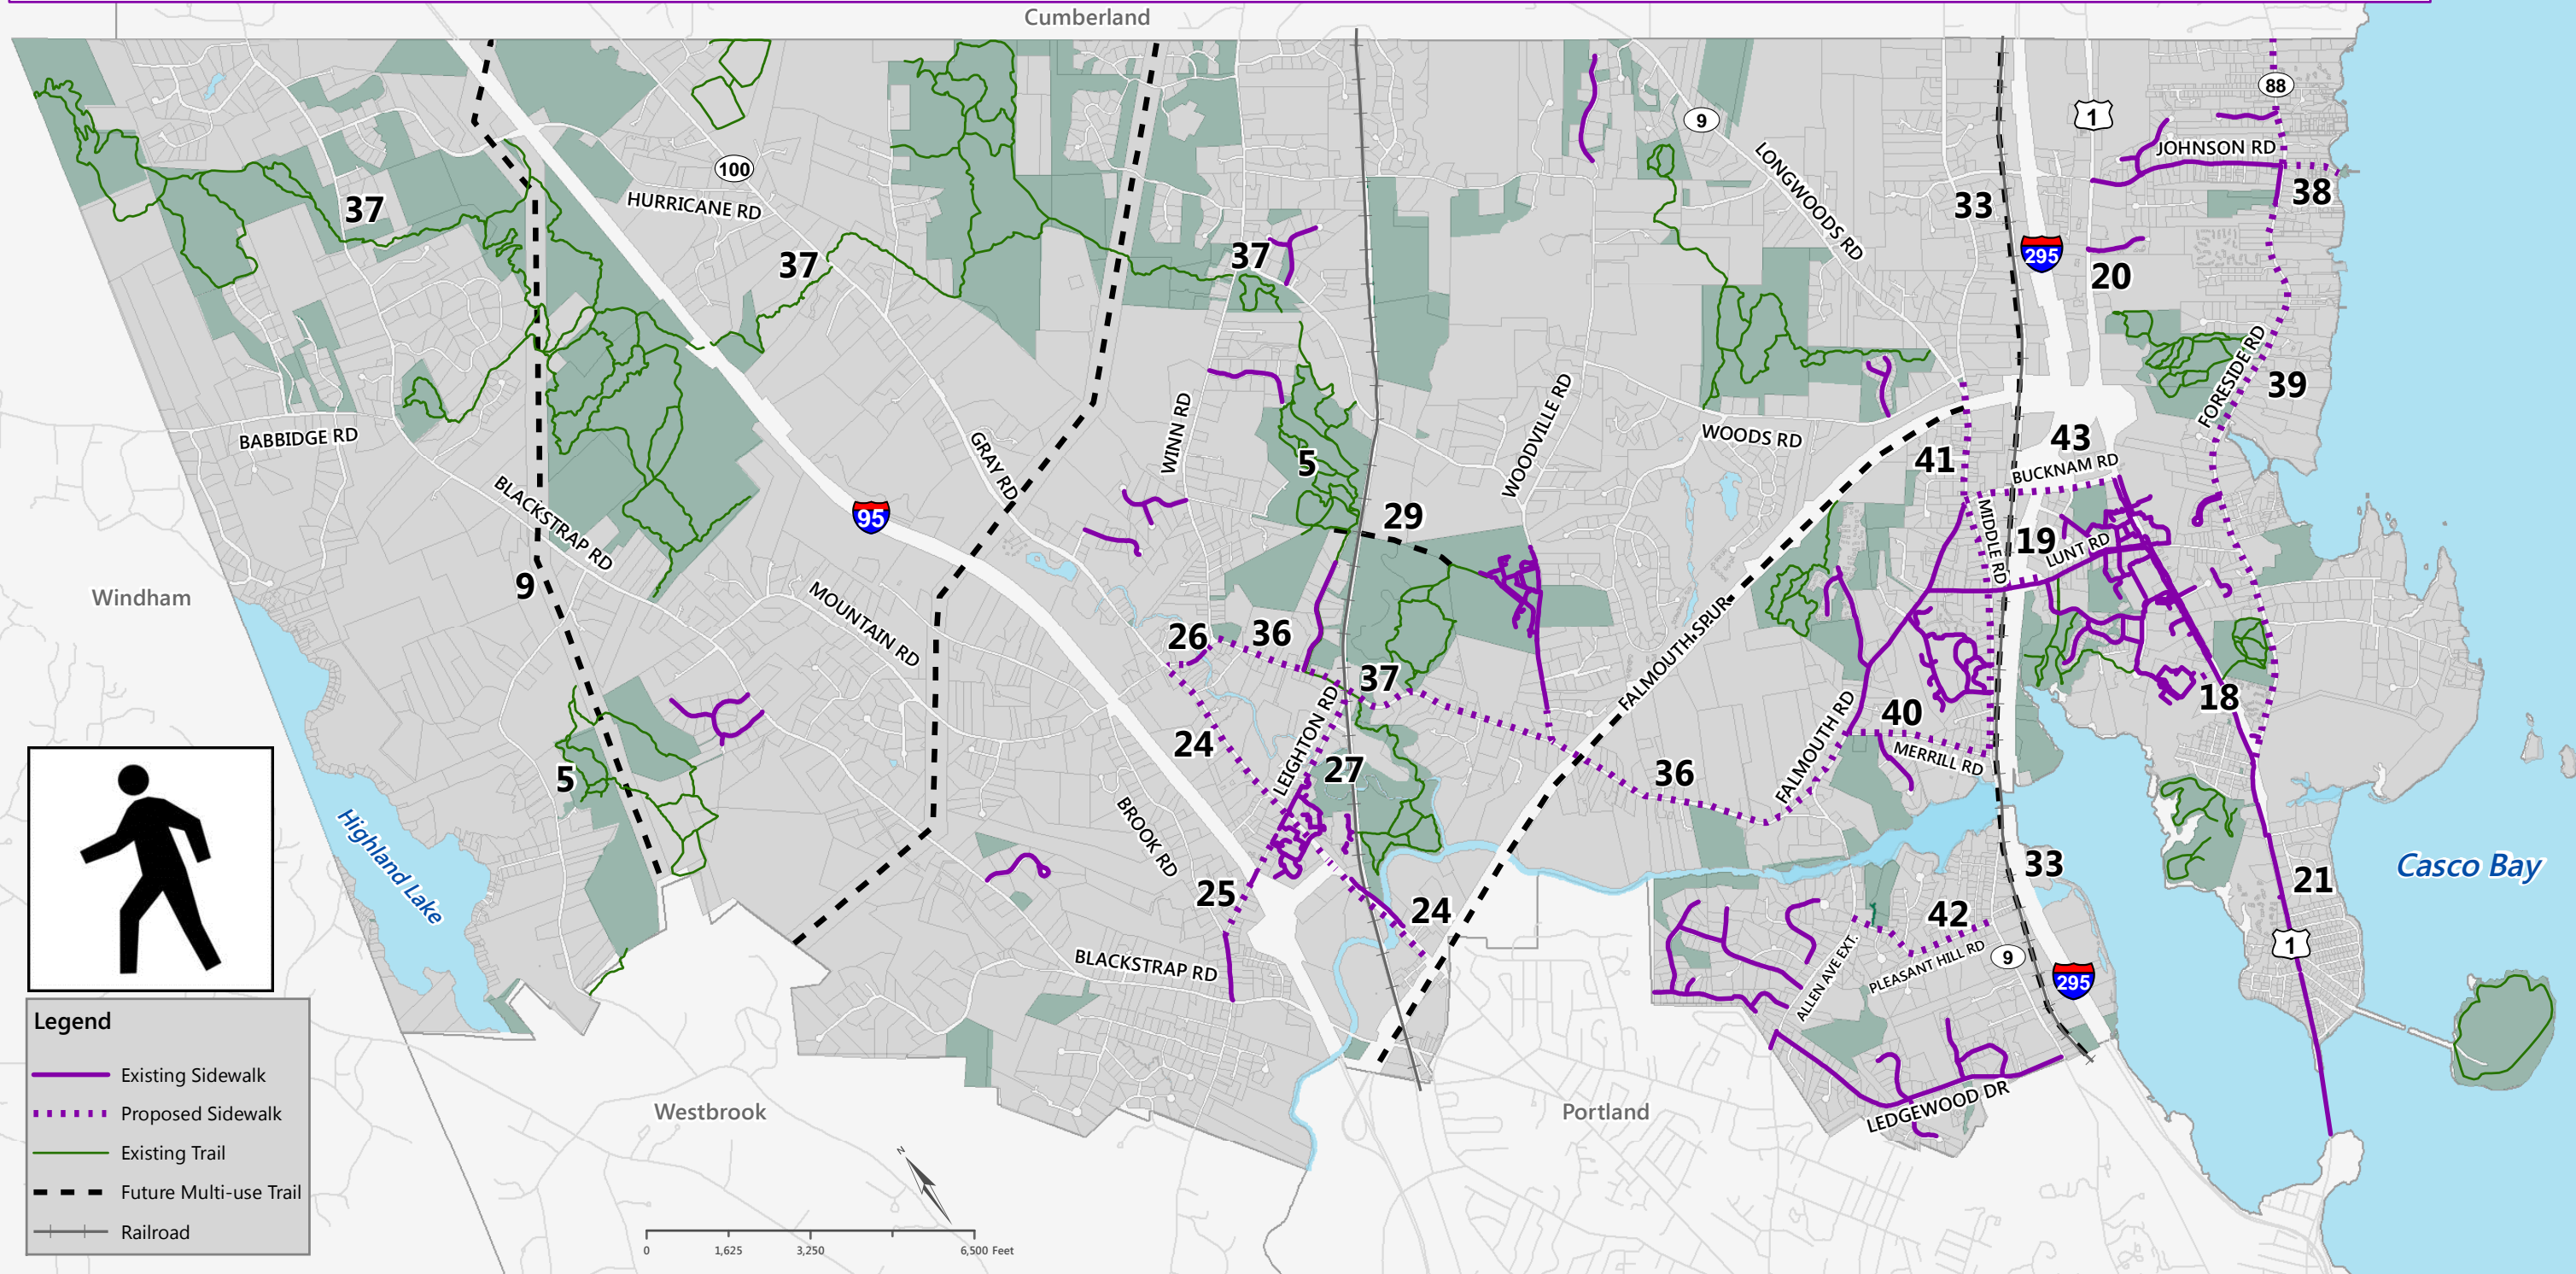 Cumberland
88
1
9
JOHNSON RD
LONGWOODS RD
100
38
37
HURRICANE RD
33
37
295
37
20
FORESIDE RD
39
WINN RD
WOODVILLE RD
BABBIDGE RD
GRAY RD
WOODS RD
43
5
41
BUCKNAM RD
BLACKSTRAP RD
95
29
MIDDLE RD
19
LUNT RD
9
Windham
MOUNTAIN RD
26
36
FALMOUTH SPUR
37
18
40
24
LEIGHTON RD
FALMOUTH RD
MERRILL RD
5
27
36
Highland Lake
BROOK RD
33
Casco Bay
25
24
42
21
ALLEN AVE EXT.
PLEASANT HILL RD
9
1
BLACKSTRAP RD
295
Legend
Existing Sidewalk
LEDGEWOOD DR
Proposed Sidewalk
Westbrook
Portland
Existing Trail
N
Future Multi-use Trail
Railroad
0 1,625 3,250 6,500 Feet